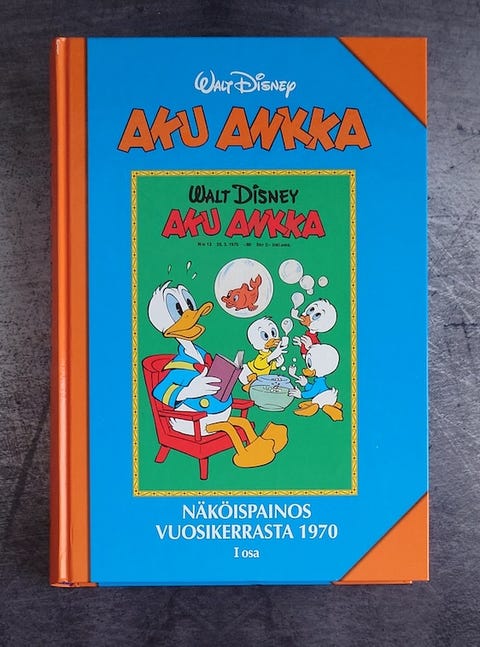 WALT DISNEY
AKU ANKKA
WALT DISNEY
AKU ANKKA
NÄKÖISPAINOS
VUOSIKERRASTA 1970
I osa